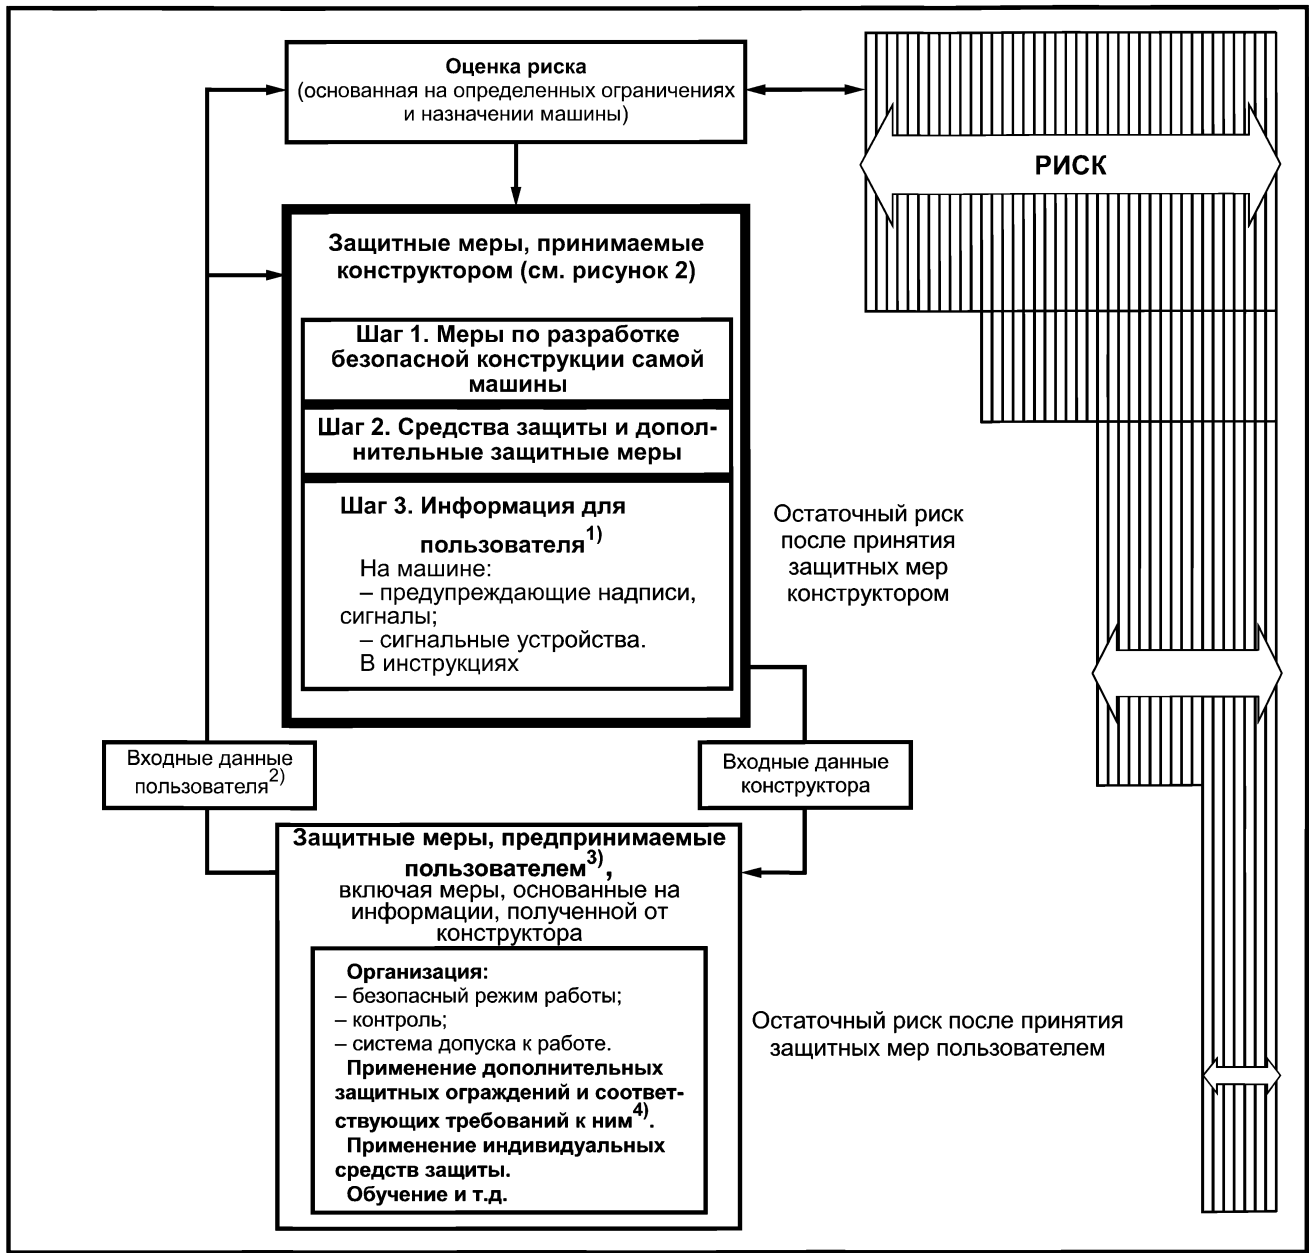 Оценка риска
(основанная на определенных ограничениях
и назначении машины)
РИСК
Защитные меры, принимаемые
конструктором (см. рисунок 2)
Шаг 1. Меры по разработке
безопасной конструкции самой
машины
Шаг 2. Средства защиты и допол-
нительные защитные меры
Шаг 3. Информация для
пользователя1)
На машине:
– предупреждающие надписи,
сигналы;
– сигнальные устройства.
В инструкциях
Остаточный риск
после принятия
защитных мер
конструктором
Входные данные
пользователя2)
Входные данные
конструктора
Защитные меры, предпринимаемые
пользователем3),
включая меры, основанные на
информации, полученной от
конструктора
Организация:
– безопасный режим работы;
– контроль;
– система допуска к работе.
Применение дополнительных
защитных ограждений и соответ-
ствующих требований к ним4).
Применение индивидуальных
средств защиты.
Обучение и т.д.
Остаточный риск после принятия
защитных мер пользователем